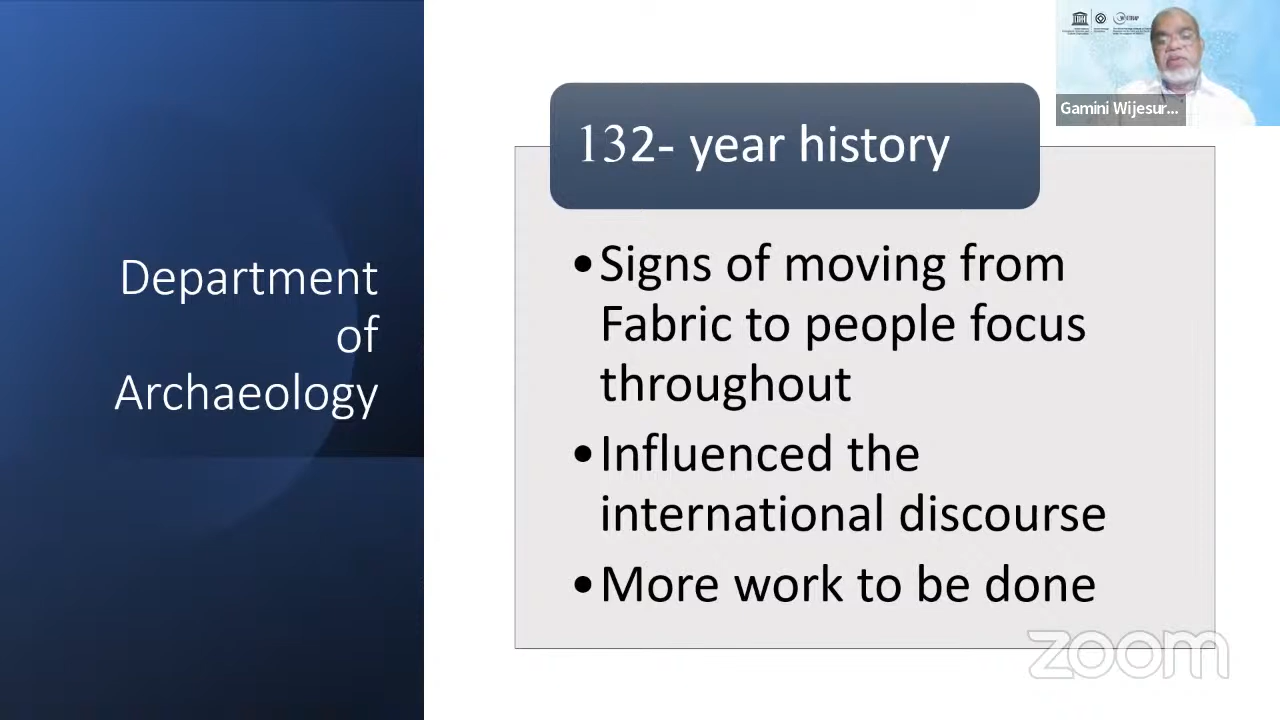 Department
of
Archaeology
132- year history
•Signs of moving from
Fabric to people focus
throughout
•Influenced the
international discourse
•More work to be done
Gamini Wijesur...
zoom